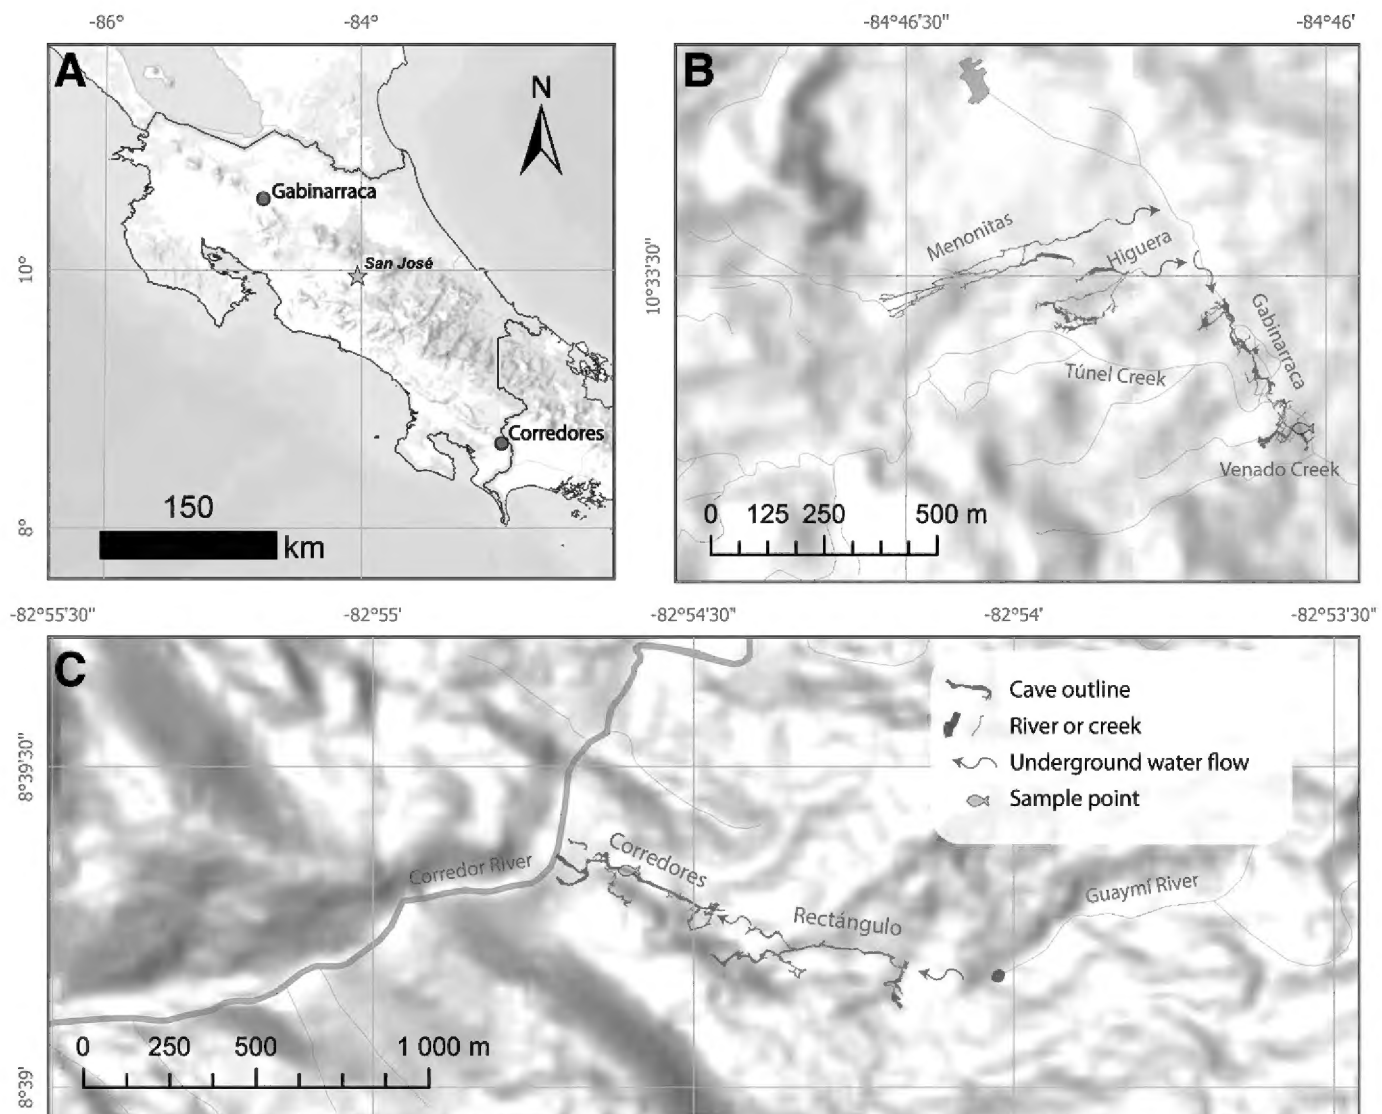 -86°
-84°
-84°46'30"
-84°46'
A
N
B
Gabinarraca
San José
Corredores
10°
8°
150
km
10°33'30"
Menonitas
Higuera
Gabinarraca
Túnel Creek
Venado Creek
0 125 250 500 m
-82°55'30"
-82°55'
-82°54'30"
-82°54'
-82°53'30"
C
Cave outline
River or creek
Underground water flow
Sample point
8°39'30"
8°39'
Corredor River
Corredores
Rectángulo
Guaymí River
0 250 500 1 000 m